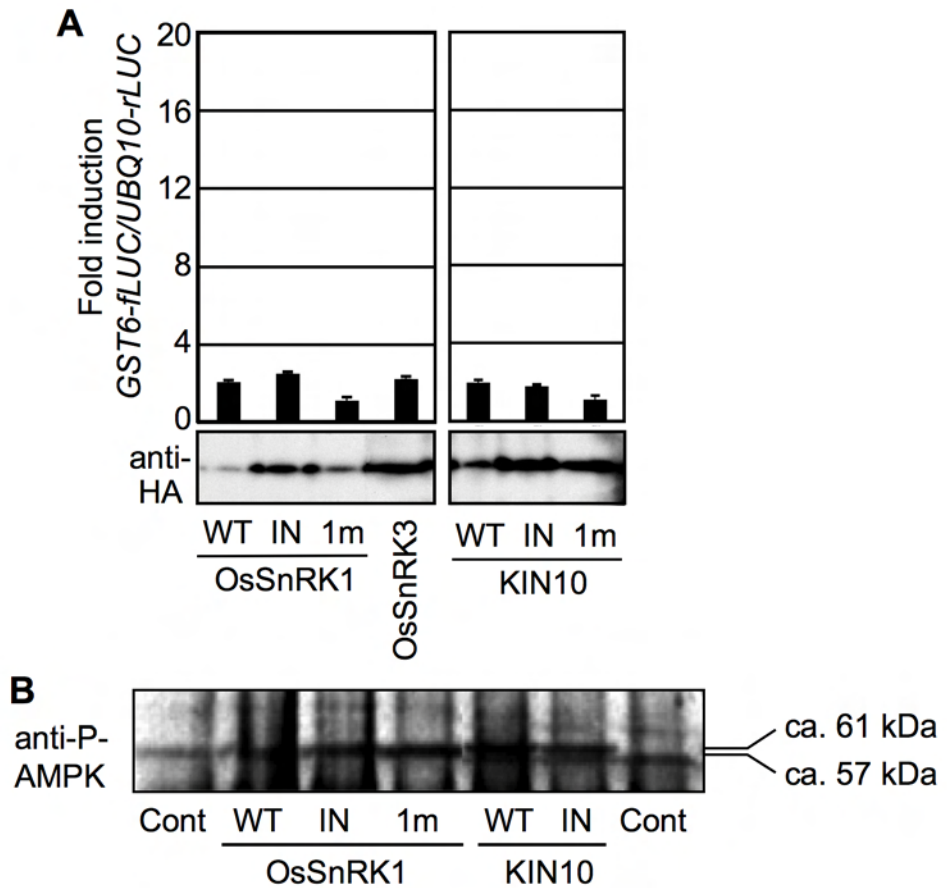 A
Fold induction
GST6-fLUC/UBQ10-rLUC
20
16
12
8
4
0
anti-
HA
WT IN 1m OsSnRK3 WT IN 1m
OsSnRK1 KIN10
B
anti-P-
AMPK
ca. 61 kDa
ca. 57 kDa
Cont WT IN 1m WT IN Cont
OsSnRK1 KIN10